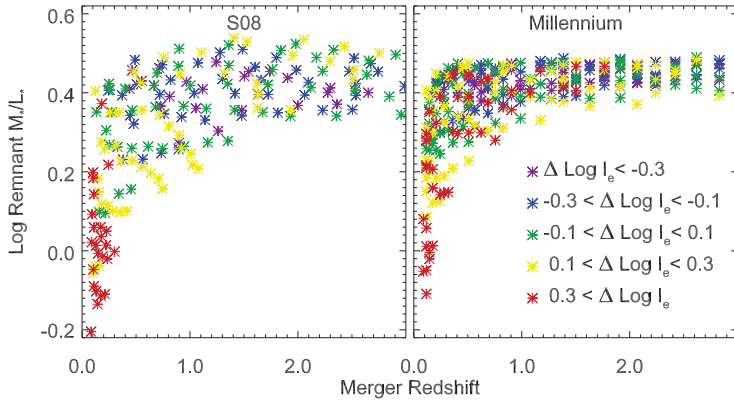 S08 Millennium
Log Remnant M*/L*
0.6
0.4
0.2
0.0
-0.2
Δ Log Ie < -0.3
-0.3 < Δ Log Ie < -0.1
-0.1 < Δ Log Ie < 0.1
0.1 < Δ Log Ie < 0.3
0.3 < Δ Log Ie
0.0 1.0 2.0 0.0 1.0 2.0
Merger Redshift